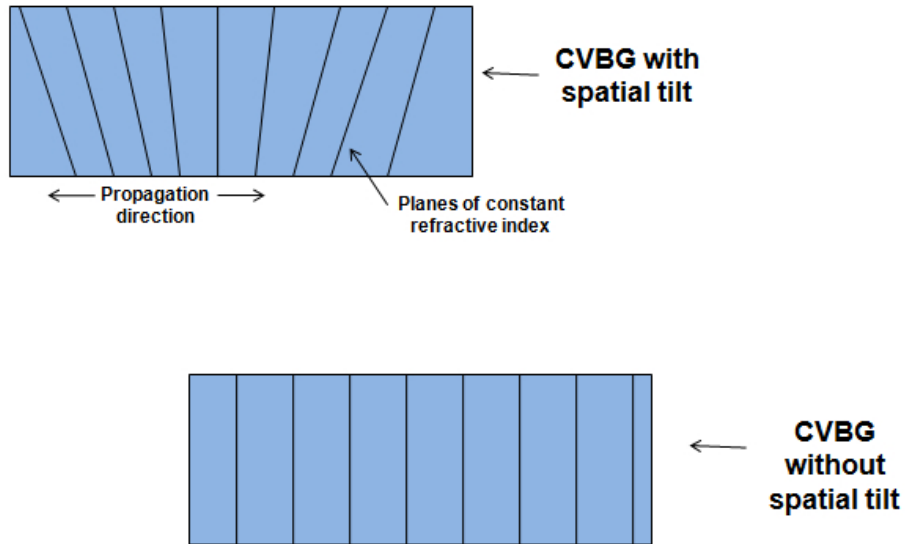 CVBG with
spatial tilt
Propagation
direction
Planes of constant
refractive index
CVBG
without
spatial tilt